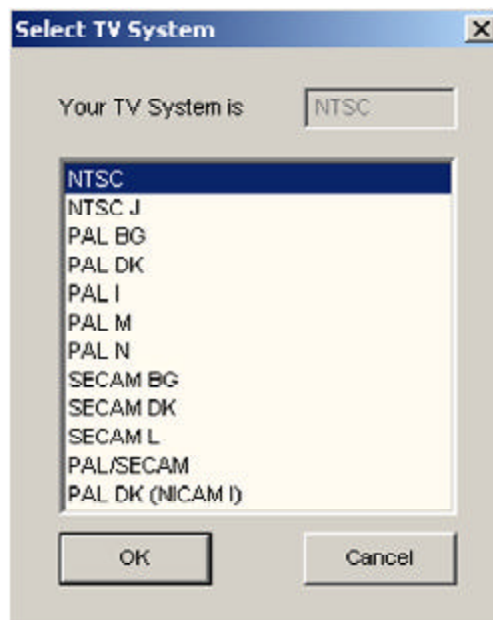 Select TV System
Your TV System is NTSC
NTSC
NTSC J
PAL BG
PAL DK
PAL I
PAL M
PAL N
SECAM BG
SECAM DK
SECAM L
PAL/SECAM
PAL DK (NICAM I)
OK Cancel